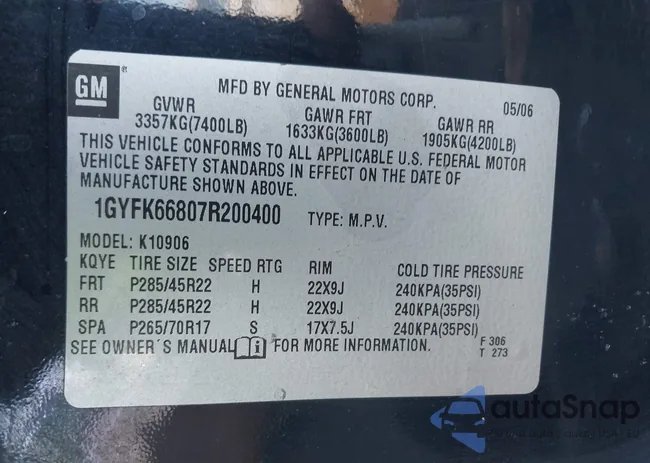 GM
MFD BY GENERAL MOTORS CORP. 05/06
GVWR GAWR FRT GAWR RR
3357KG(7400LB) 1633KG(3600LB) 1905KG(4200LB)
THIS VEHICLE CONFORMS TO ALL APPLICABLE U.S. FEDERAL MOTOR
VEHICLE SAFETY STANDARDS IN EFFECT ON THE DATE OF
MANUFACTURE SHOWN ABOVE.
1GYFK66807R200400 TYPE: M.P.V.
MODEL: K10906
KQYE TIRE SIZE SPEED RTG RIM COLD TIRE PRESSURE
FRT P285/45R22 H 22X9J 240KPA(35PSI)
RR P285/45R22 H 22X9J 240KPA(35PSI)
SPA P265/70R17 S 17X7.5J 240KPA(35PSI)
SEE OWNER'S MANUAL i FOR MORE INFORMATION.
F 306
T 273
autoSnap